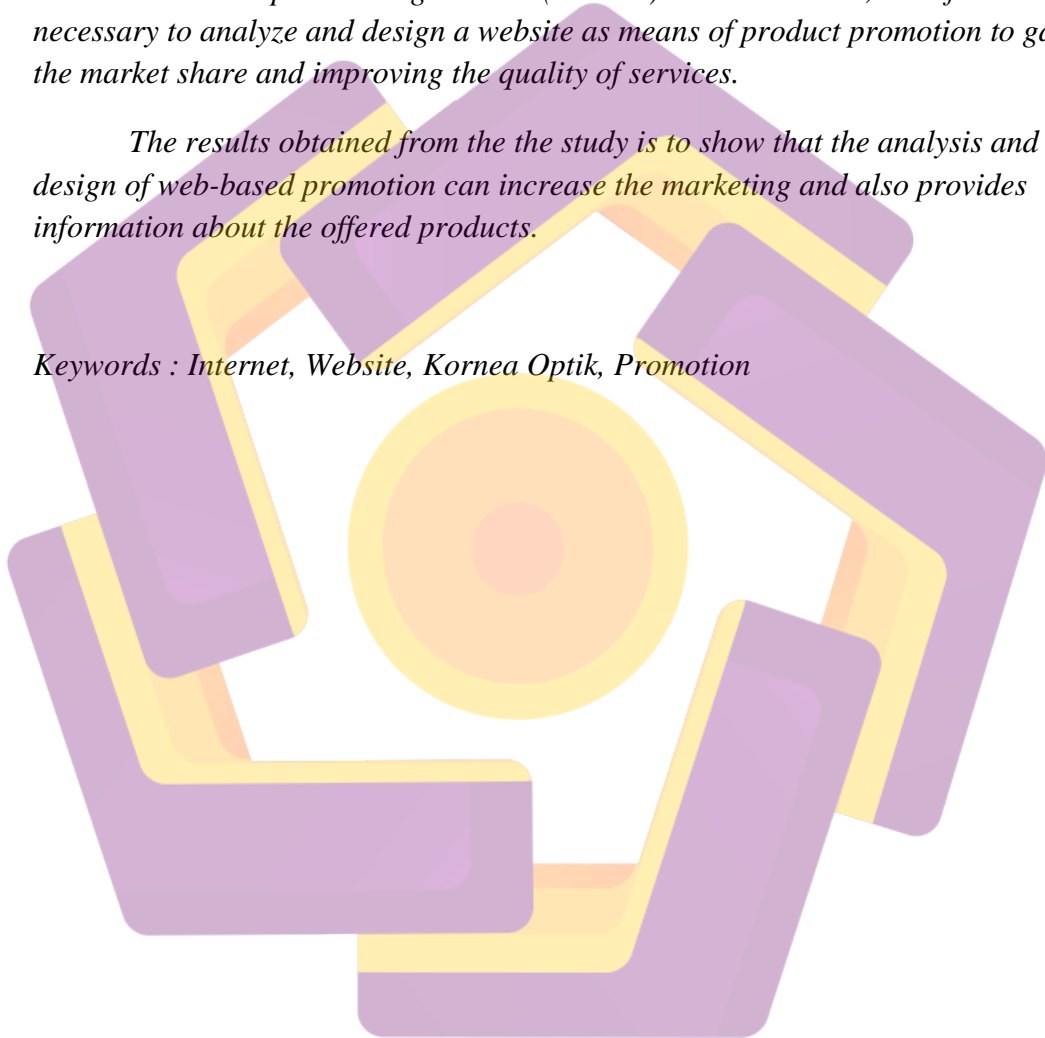 necessary to analyze and design a website as means of product promotion to
the market share and improving the quality of services.
The results obtained from the the study is to show that the analysis and
design of web-based promotion can increase the marketing and also provides
information about the offered products.
Keywords : Internet, Website, Kornea Optik, Promotion